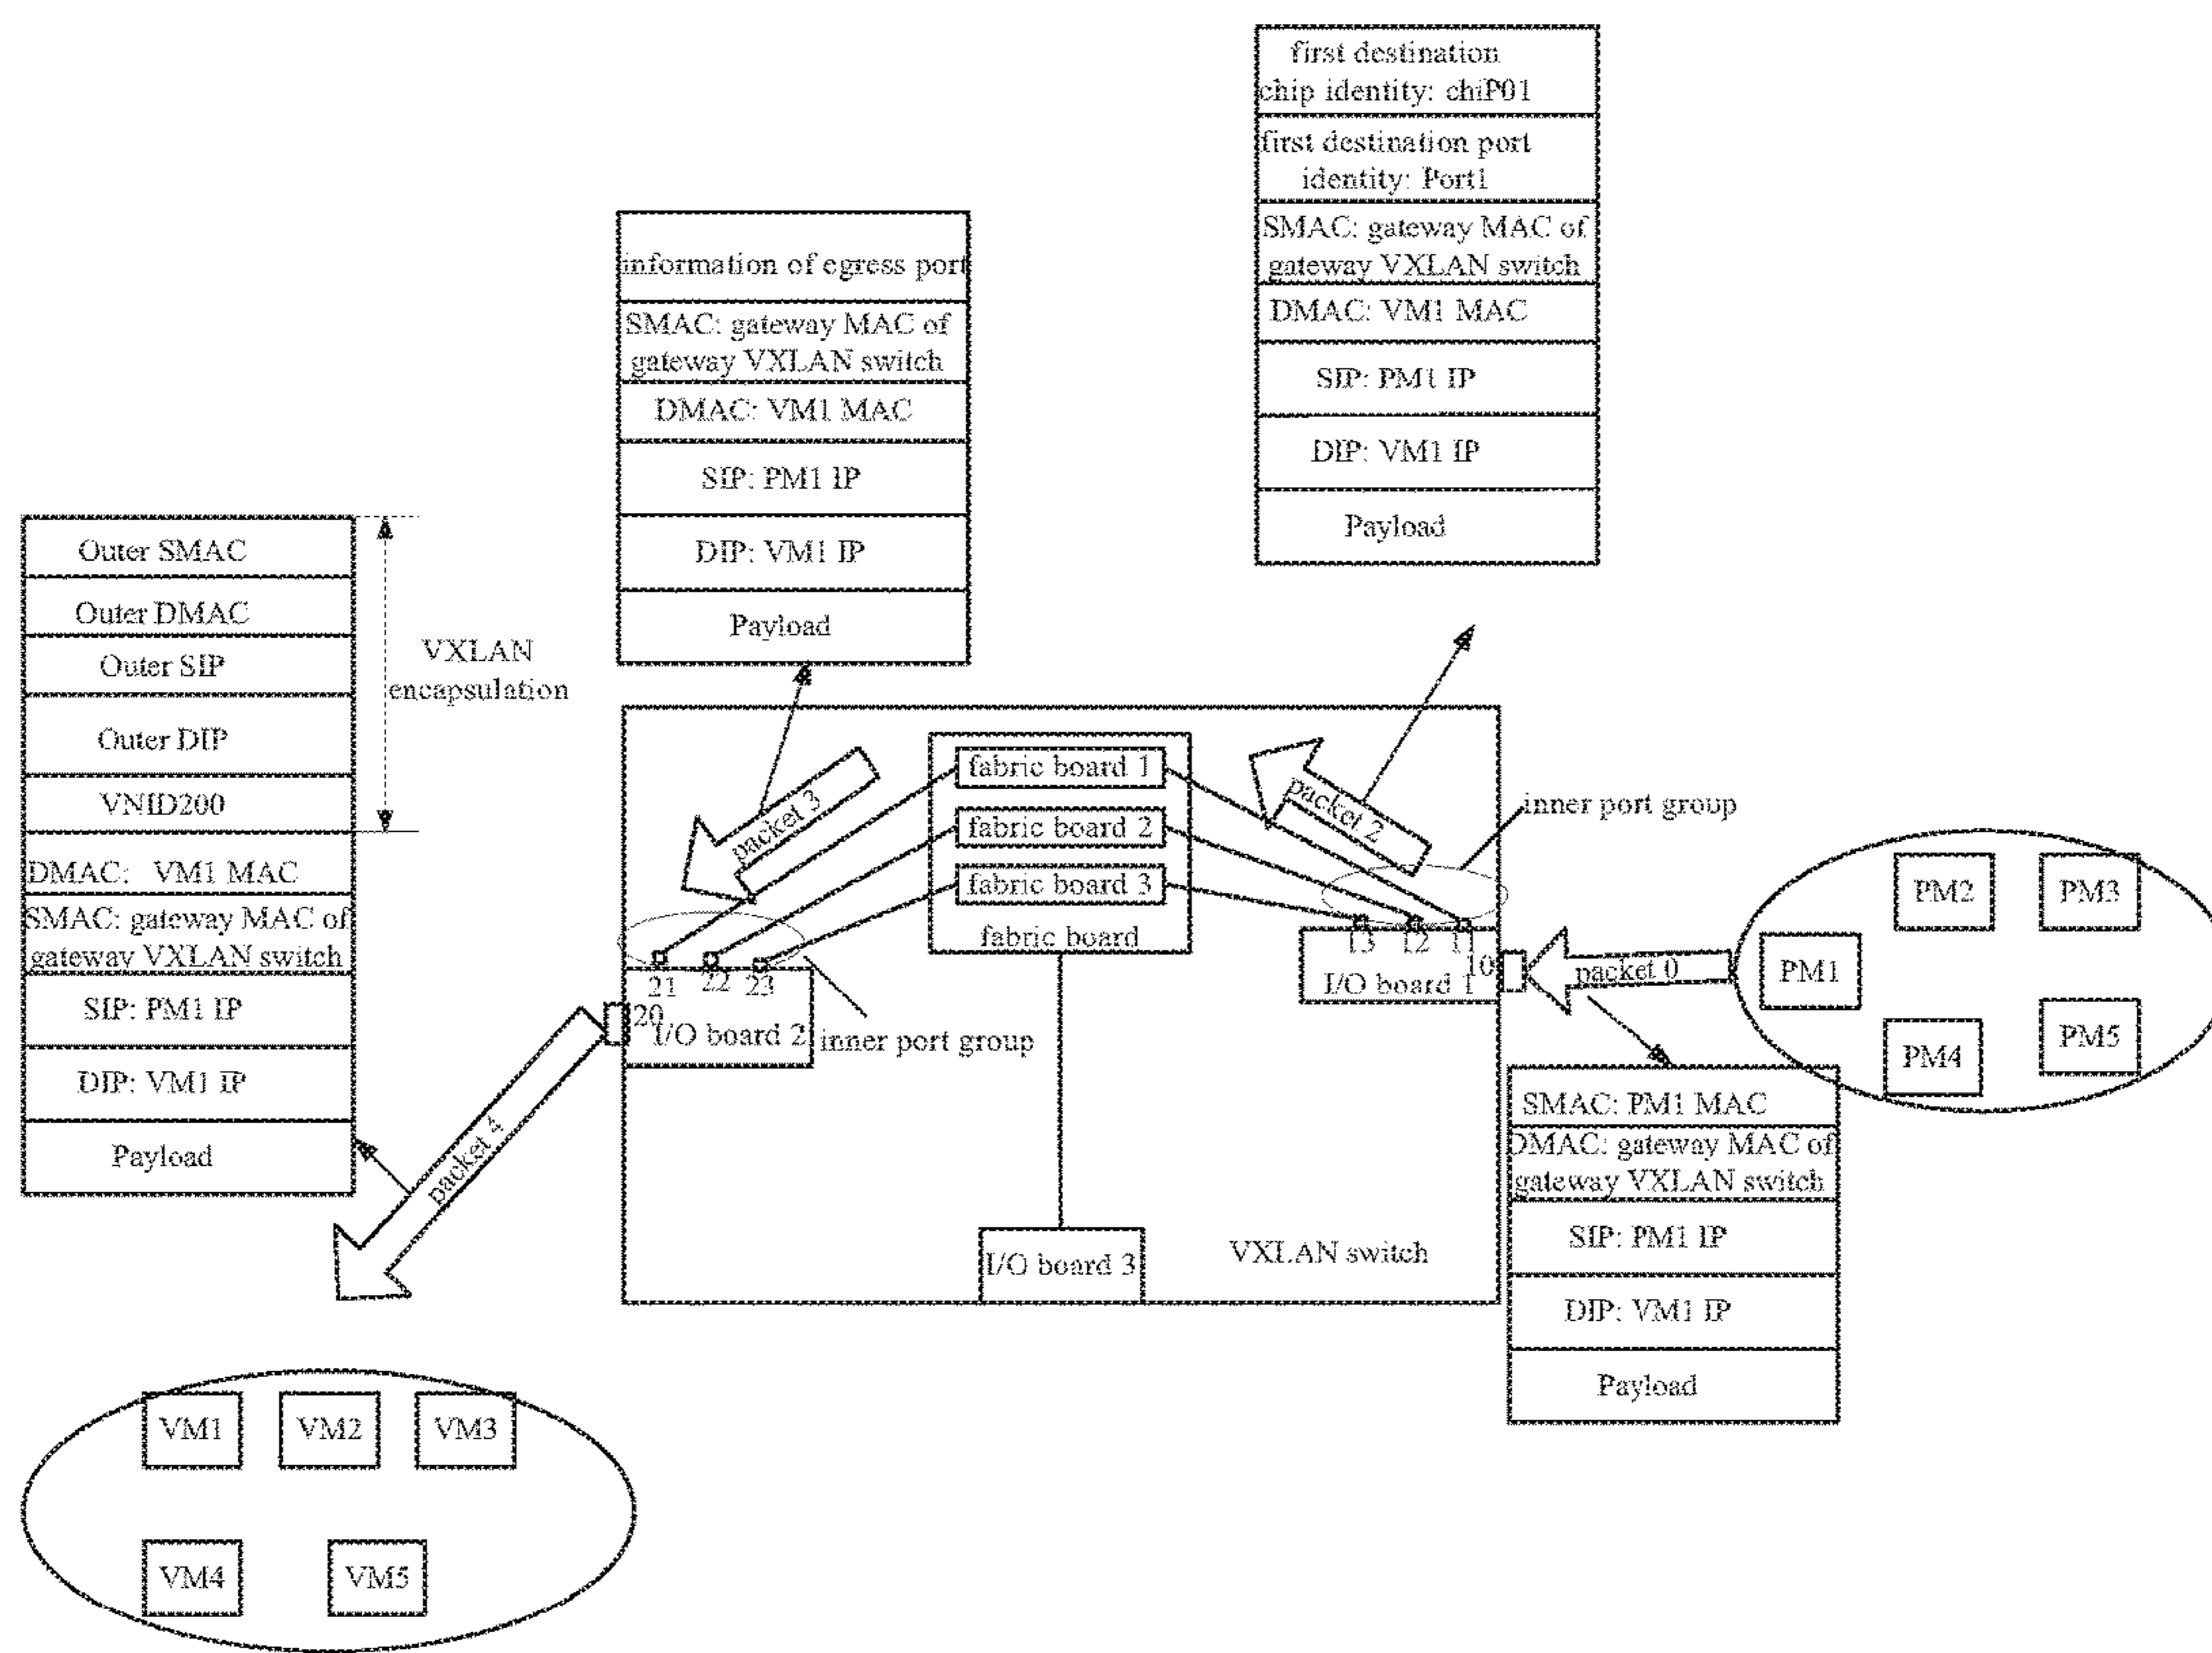 first destination
chip identity: chiP01
first destination port
identity: Port1
SMAC: gateway MAC of
gateway VXLAN switch
DMAC: VM1 MAC
SIP: PM1 IP
DIP: VM1 IP
Payload
information of egress port
SMAC: gateway MAC of
gateway VXLAN switch
DMAC: VM1 MAC
SIP: PM1 IP
DIP: VM1 IP
Payload
Outer SMAC
Outer DMAC
Outer SIP
Outer DIP
VNID200
DMAC: VM1 MAC
SMAC: gateway MAC of
gateway VXLAN switch
SIP: PM1 IP
DIP: VM1 IP
Payload
VXLAN
encapsulation
packet 3
fabric board 1
fabric board 2
fabric board 3
fabric board
packet 2
inner port group
13 12 11
10
I/O board 1
packet 0
PM2
PM3
PM1
PM4
PM5
21 22 23
20
I/O board 2
inner port group
packet 4
I/O board 3
VXLAN switch
SMAC: PM1 MAC
DMAC: gateway MAC of
gateway VXLAN switch
SIP: PM1 IP
DIP: VM1 IP
Payload
VM1
VM2
VM3
VM4
VM5